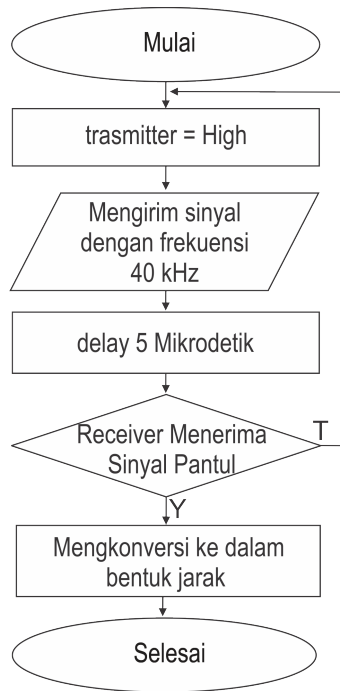 Mulai
trasmitter = High
Mengirim sinyal
dengan frekuensi
40 kHz
delay 5 Mikrodetik
Receiver Menerima
Sinyal Pantul
T
Y
Mengkonversi ke dalam
bentuk jarak
Selesai